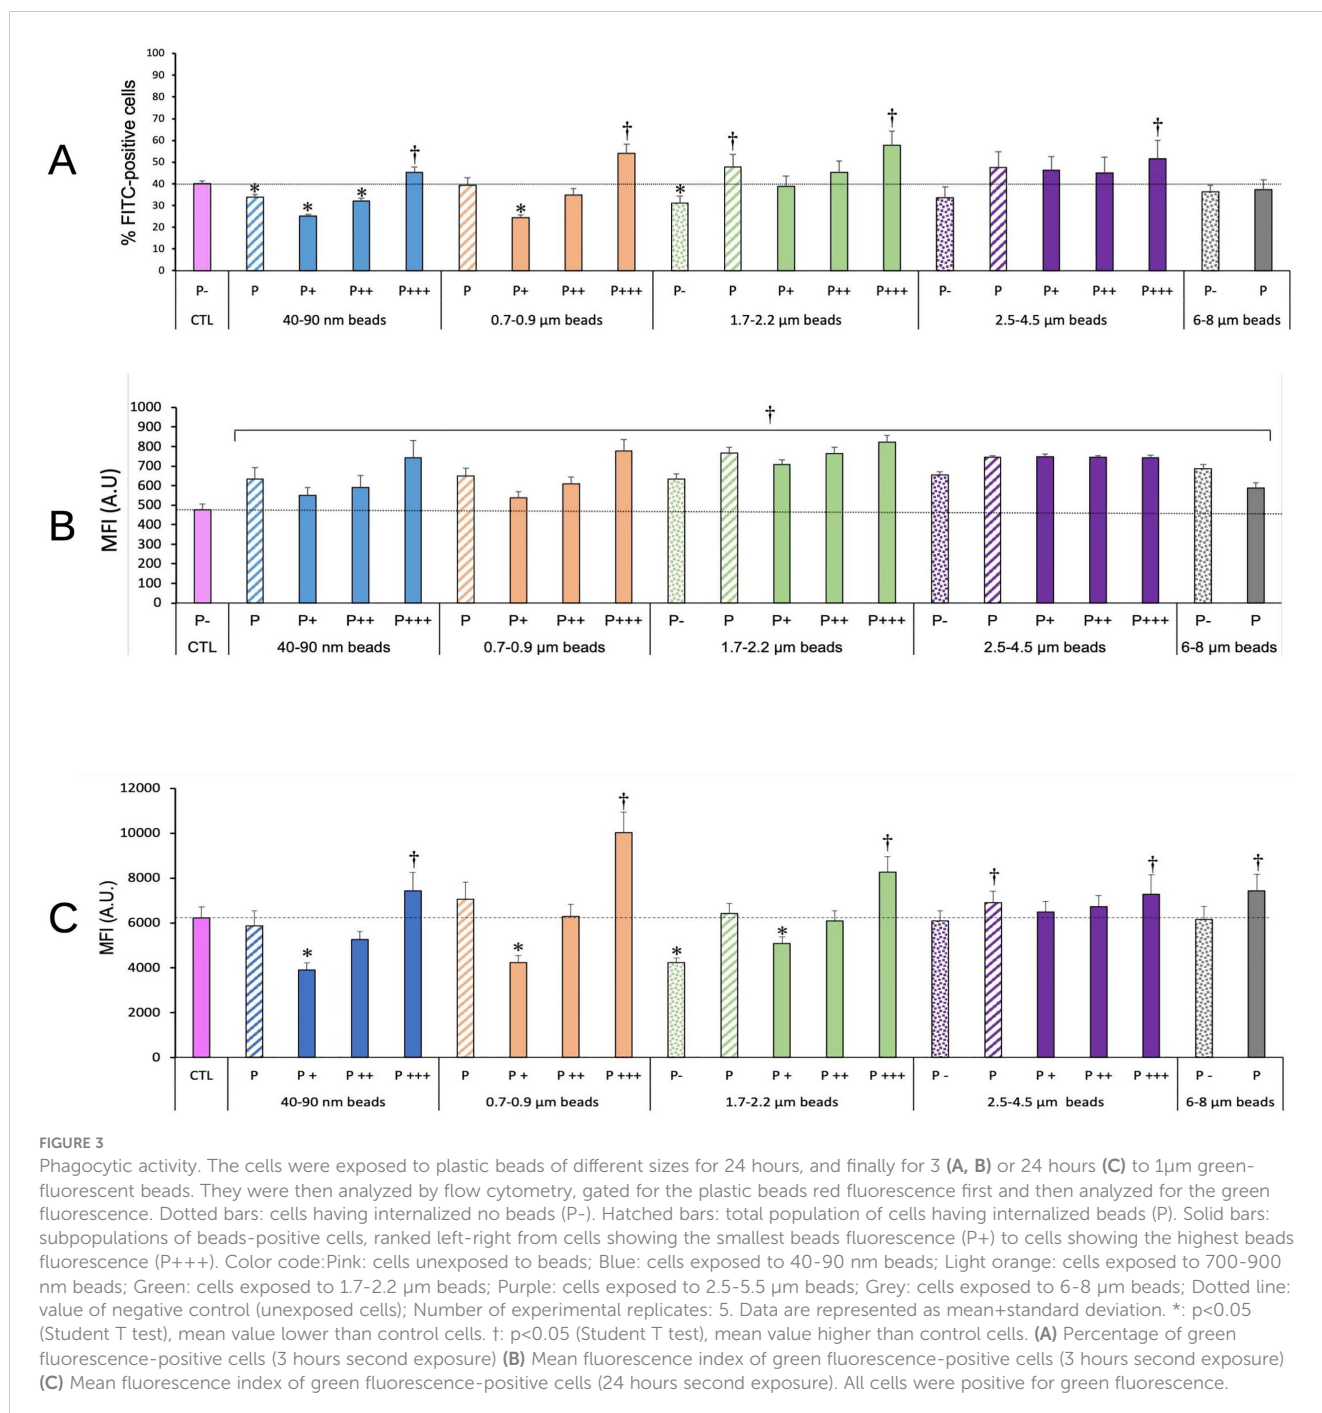 100
90
80
70
60
50
40
30
20
10
0
% FITC-positive cells
A
* * * † * † * † † †
P- P P+ P++ P+++ P P+ P++ P+++ P- P P+ P++ P+++ P- P P+ P++ P+++ P- P
CTL 40-90 nm beads 0.7-0.9 µm beads 1.7-2.2 µm beads 2.5-4.5 µm beads 6-8 µm beads
1000
900
800
700
600
500
400
300
200
100
0
MFI (A.U)
B
†
P- P P+ P++ P+++ P P+ P++ P+++ P- P P+ P++ P+++ P- P P+ P++ P+++ P- P
CTL 40-90 nm beads 0.7-0.9 µm beads 1.7-2.2 µm beads 2.5-4.5 µm beads 6-8 µm beads
12000
10000
8000
6000
4000
2000
0
MFI (A.U.)
C
* † * † * * † † † †
CTL P P + P ++ P +++ P P + P ++ P +++ P- P P + P ++ P +++ P - P P + P ++ P +++ P - P
40-90 nm beads 0.7-0.9 µm beads 1.7-2.2 µm beads 2.5-4.5 µm beads 6-8 µm beads
FIGURE 3
Phagocytic activity. The cells were exposed to plastic beads of different sizes for 24 hours, and finally for 3 (A, B) or 24 hours (C) to 1µm green-
fluorescent beads. They were then analyzed by flow cytometry, gated for the plastic beads red fluorescence first and then analyzed for the green
fluorescence. Dotted bars: cells having internalized no beads (P-). Hatched bars: total population of cells having internalized beads (P). Solid bars:
subpopulations of beads-positive cells, ranked left-right from cells showing the smallest beads fluorescence (P+) to cells showing the highest beads
fluorescence (P+++). Color code:Pink: cells unexposed to beads; Blue: cells exposed to 40-90 nm beads; Light orange: cells exposed to 700-900
nm beads; Green: cells exposed to 1.7-2.2 µm beads; Purple: cells exposed to 2.5-5.5 µm beads; Grey: cells exposed to 6-8 µm beads; Dotted line:
value of negative control (unexposed cells); Number of experimental replicates: 5. Data are represented as mean+standard deviation. *: p<0.05
(Student T test), mean value lower than control cells. †: p<0.05 (Student T test), mean value higher than control cells. (A) Percentage of green
fluorescence-positive cells (3 hours second exposure) (B) Mean fluorescence index of green fluorescence-positive cells (3 hours second exposure)
(C) Mean fluorescence index of green fluorescence-positive cells (24 hours second exposure). All cells were positive for green fluorescence.